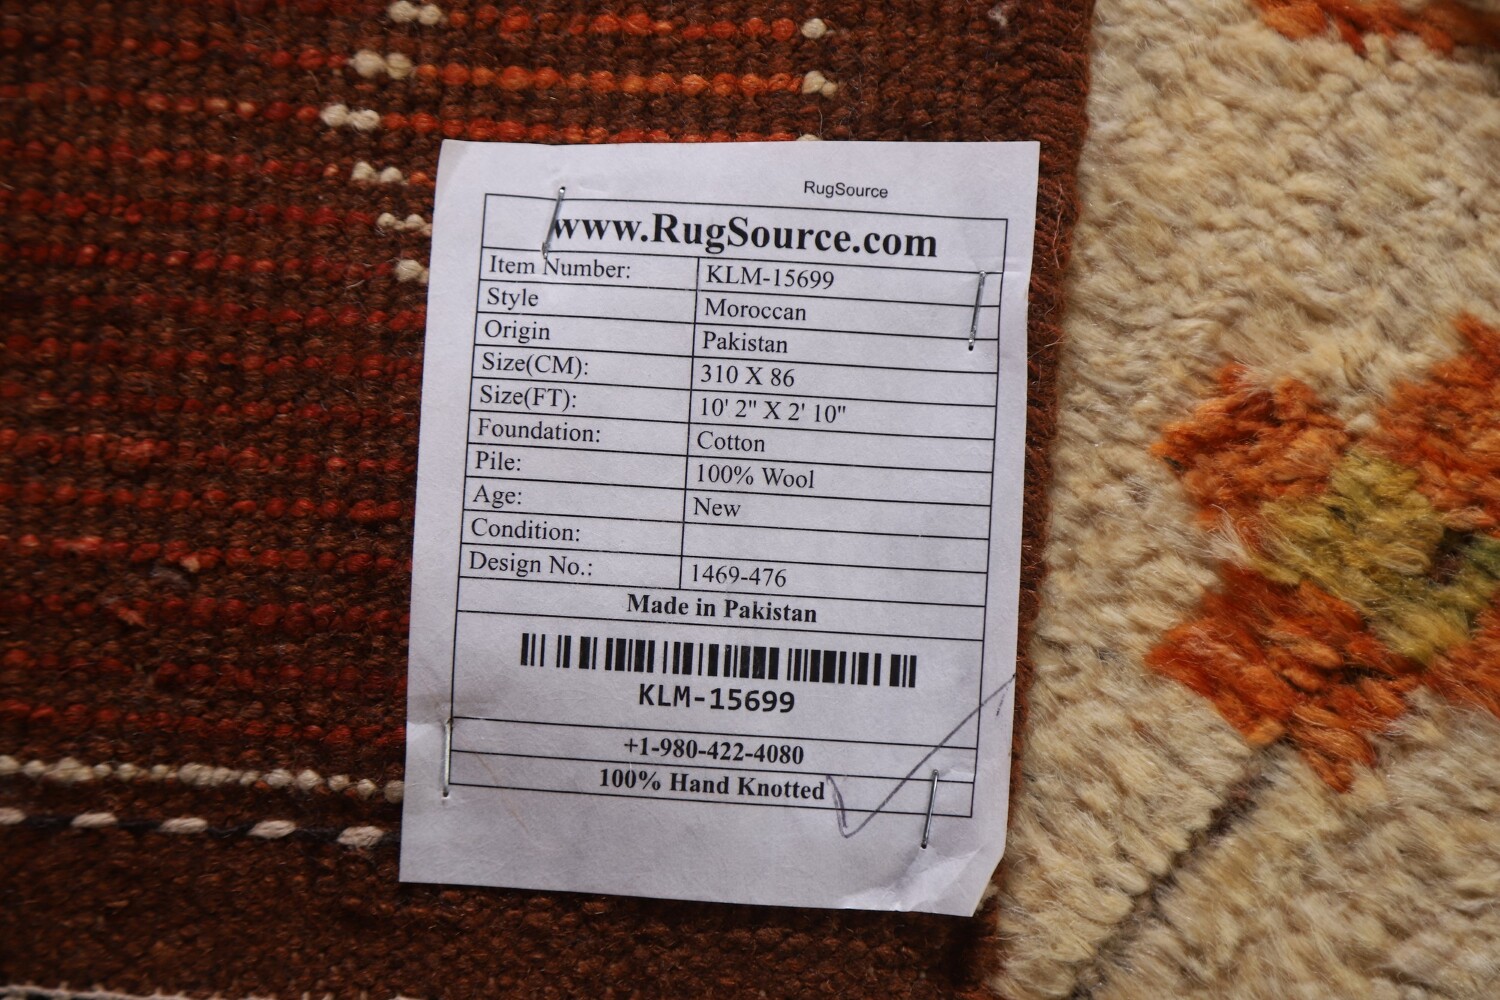 RugSource
www.RugSource.com
Item Number: KLM-15699
Style Moroccan
Origin Pakistan
Size(CM): 310 X 86
Size(FT): 10' 2" X 2' 10"
Foundation: Cotton
Pile: 100% Wool
Age: New
Condition:
Design No.: 1469-476
Made in Pakistan
KLM-15699
+1-980-422-4080
100% Hand Knotted